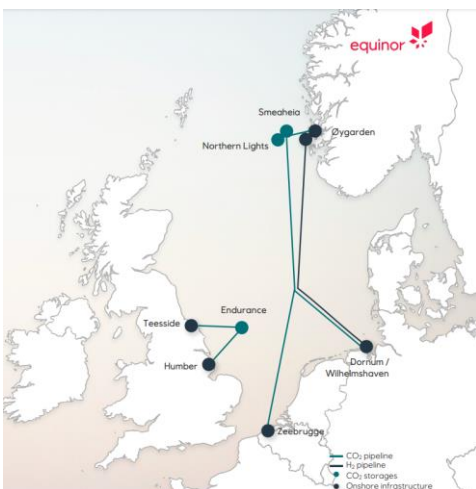 equinor
Smeaheia
Øygarden
Northern Lights
Endurance
Teesside
Humber
Dornum /
Wilhelmshaven
Zeebrugge
CO₂ pipeline
H₂ pipeline
CO₂ storages
Onshore infrastructure